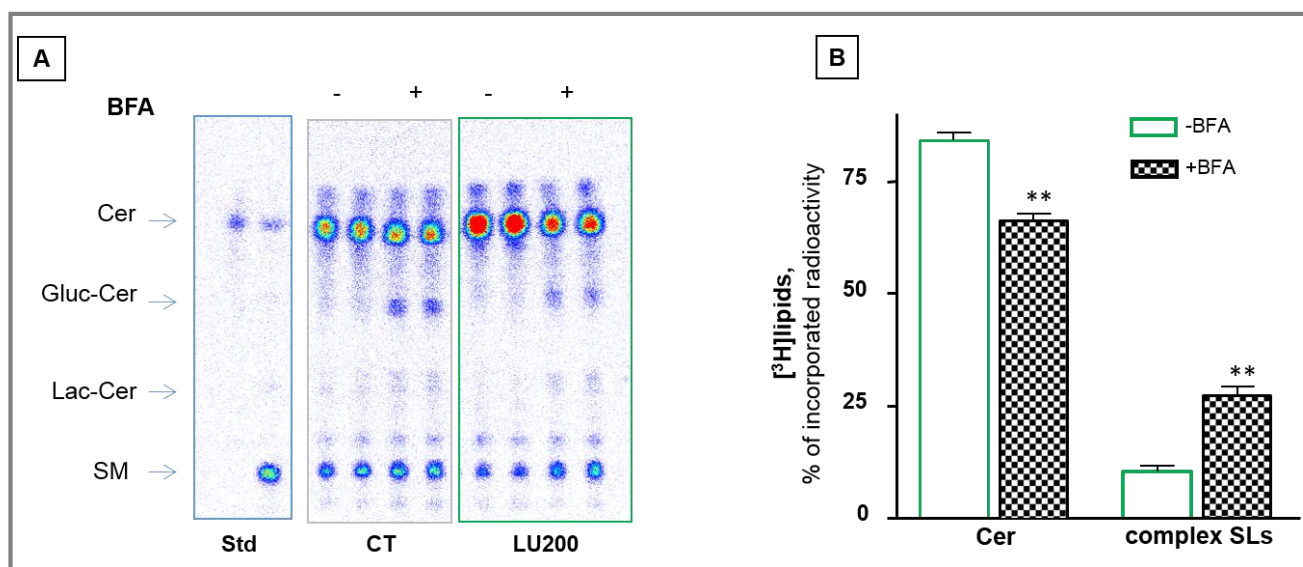 A
BFA
- + - +
Cer
Gluc-Cer
Lac-Cer
SM
Std CT LU200
B
-BFA
+BFA
[³H]lipids,
% of incorporated radioactivity
75
50
25
0
**
**
Cer complex SLs